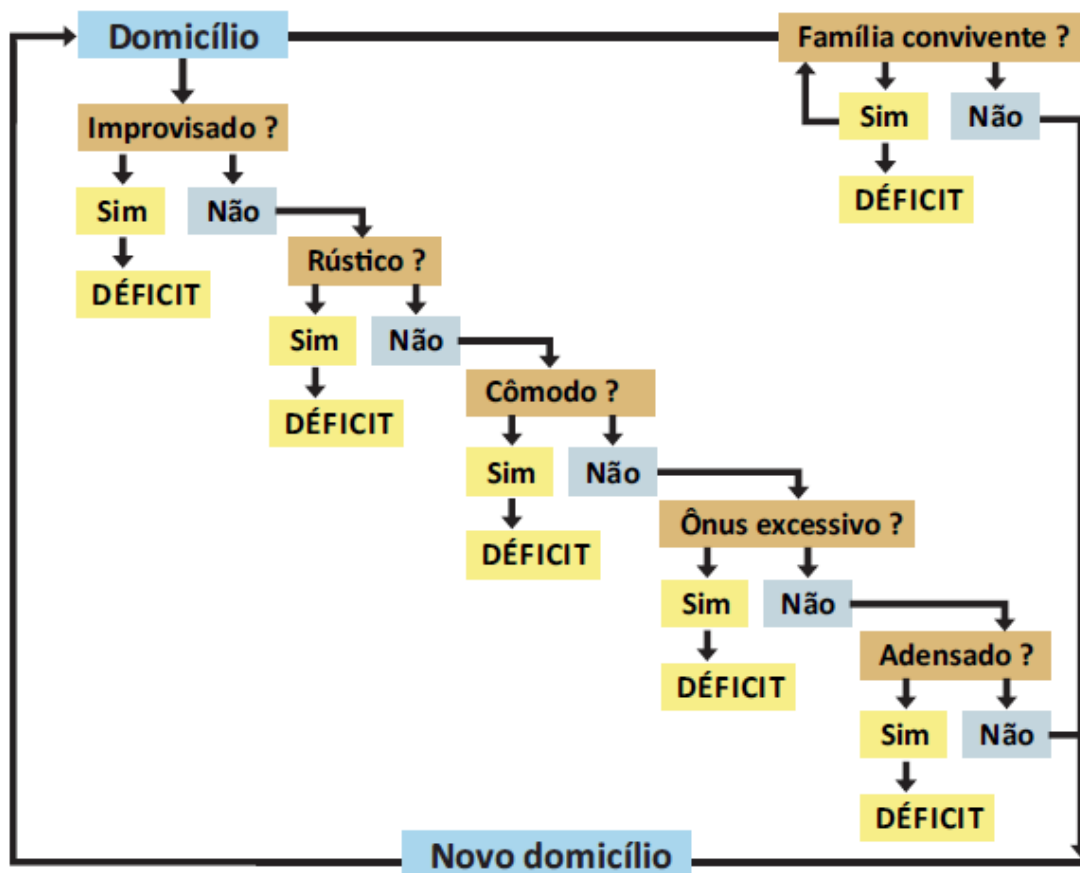 Domicílio
Família convivente ?
Improvisado ?
Sim
Não
Sim
Não
DÉFICIT
Rústico ?
DÉFICIT
Sim
Não
Cômodo ?
DÉFICIT
Sim
Não
Ônus excessivo ?
DÉFICIT
Sim
Não
Adensado ?
DÉFICIT
Sim
Não
DÉFICIT
Novo domicílio